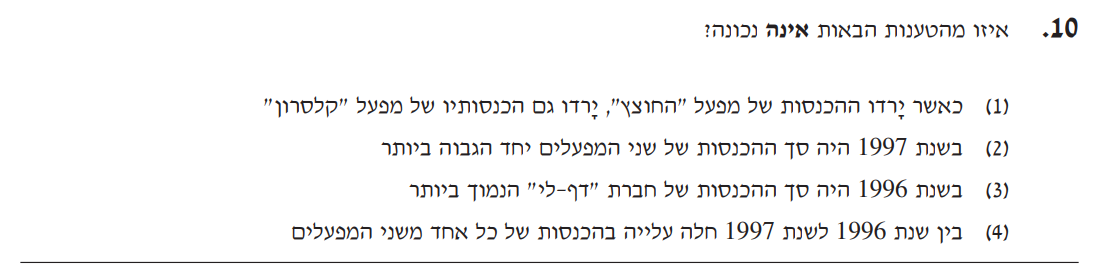 10. איזו מהטענות הבאות אינה נכונה?
(1) כאשר יָרדו ההכנסות של מפעל "החוצץ", יָרדו גם הכנסותיו של מפעל "קלסרון"
(2) בשנת 1997 היה סך ההכנסות של שני המפעלים יחד הגבוה ביותר
(3) בשנת 1996 היה סך ההכנסות של חברת "דף-לי" הנמוך ביותר
(4) בין שנת 1996 לשנת 1997 חלה עלייה בהכנסות של כל אחד משני המפעלים